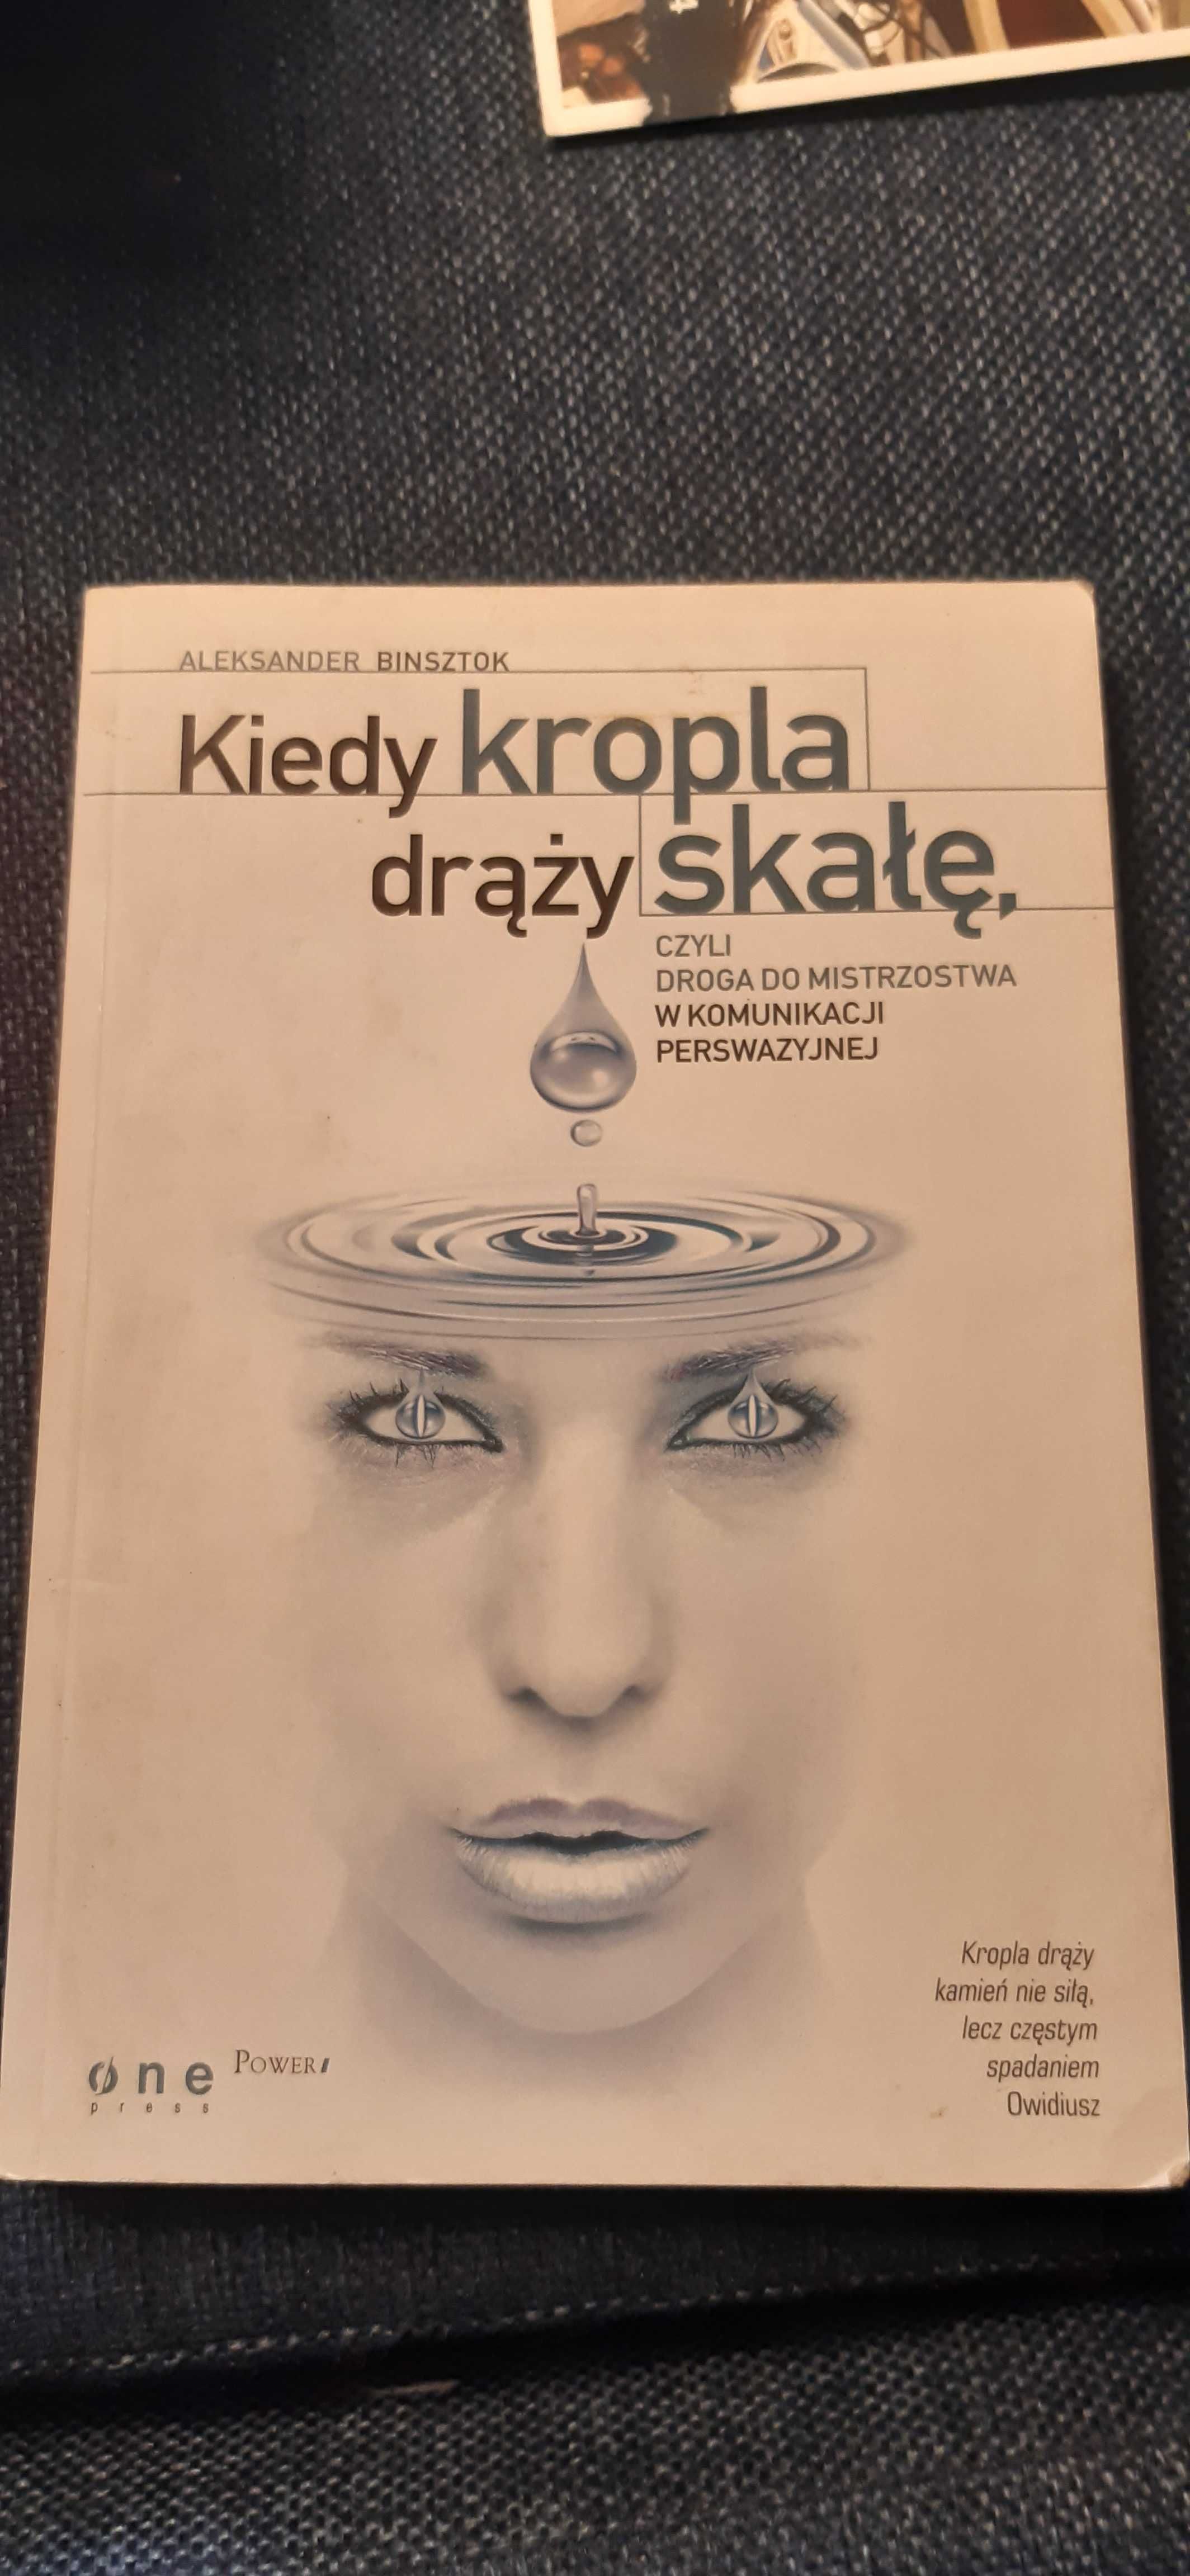 ALEKSANDER BINSZTOK
Kiedy kropla
drąży skałę,
CZYLI
DROGA DO MISTRZOSTWA
W KOMUNIKACJI
PERSWAZYJNEJ
Kropla drąży
kamień nie siłą,
lecz częstym
spadaniem
Owidiusz
one POWER
press